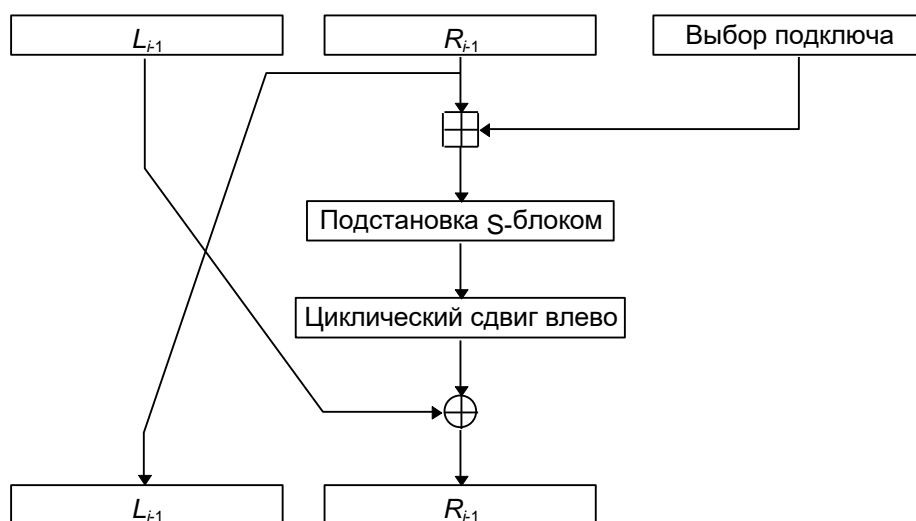 L_{i-1}
R_{i-1}
Выбор подключа
Подстановка S-блоком
Циклический сдвиг влево
L_{i-1}
R_{i-1}